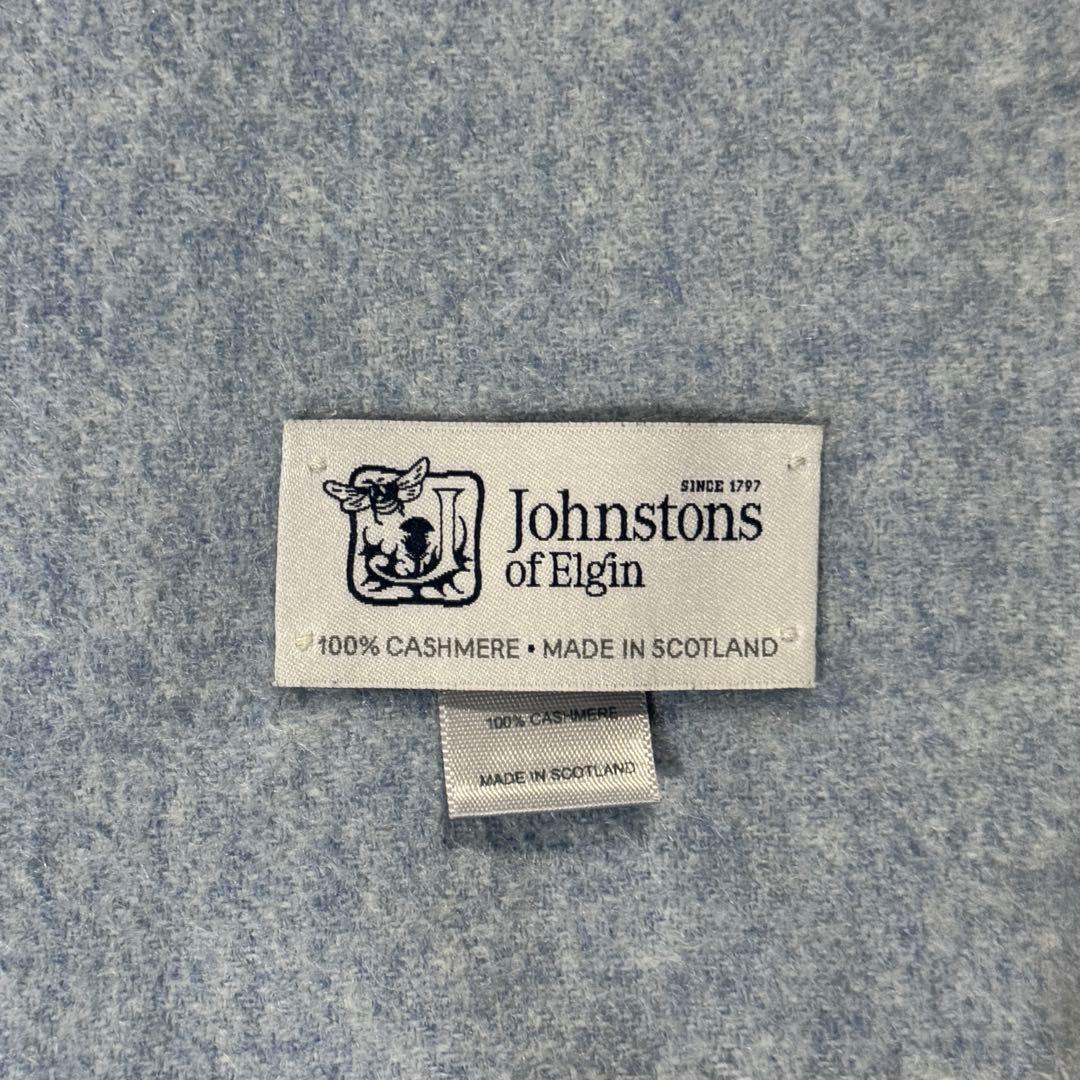 SINCE 1797
Johnstons
of Elgin
100% CASHMERE • MADE IN SCOTLAND
100% CASHMERE
MADE IN SCOTLAND